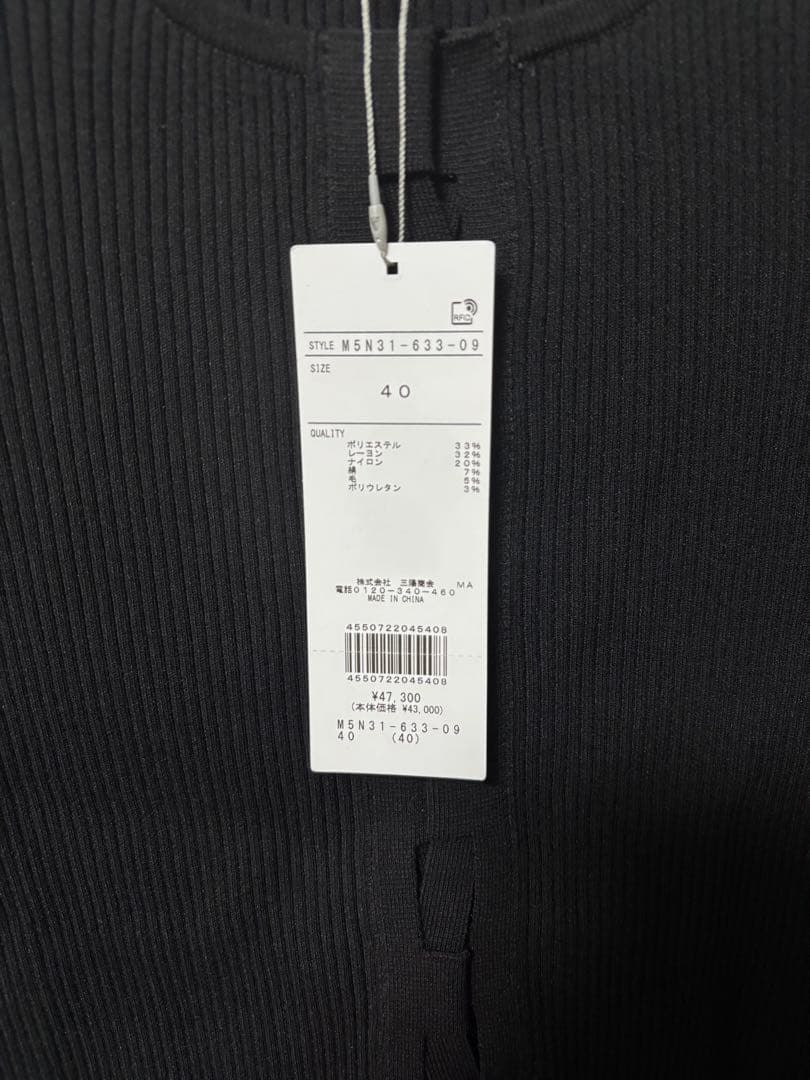 RFID
STYLE M5N31-633-09
SIZE
40
QUALITY
ポリエステル 33%
レーヨン 32%
ナイロン 20%
綿 7%
毛 5%
ポリウレタン 3%
株式会社 三陽商会 MA
電話0120-340-460
MADE IN CHINA
4550722045408
4550722045408
¥47,300
(本体価格 ¥43,000)
M5N31-633-09
40 (40)